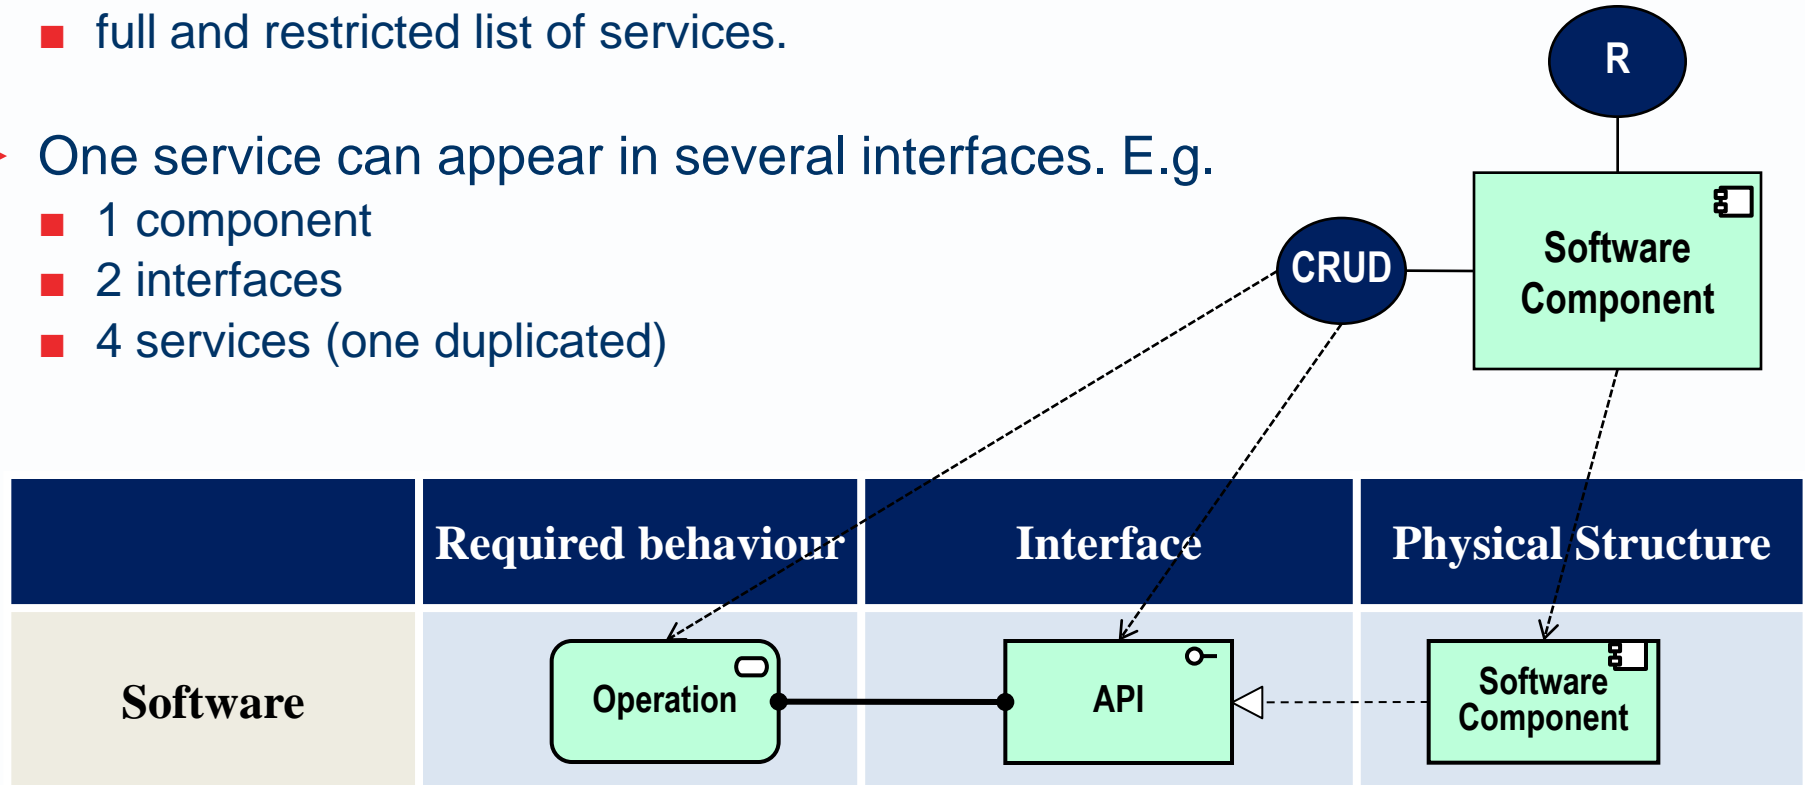 ■ full and restricted list of services.
One service can appear in several interfaces. E.g.
■ 1 component
■ 2 interfaces
■ 4 services (one duplicated)
R
CRUD
Software
Component
Required behaviour
Interface
Physical Structure
Software
Operation
API
Software
Component